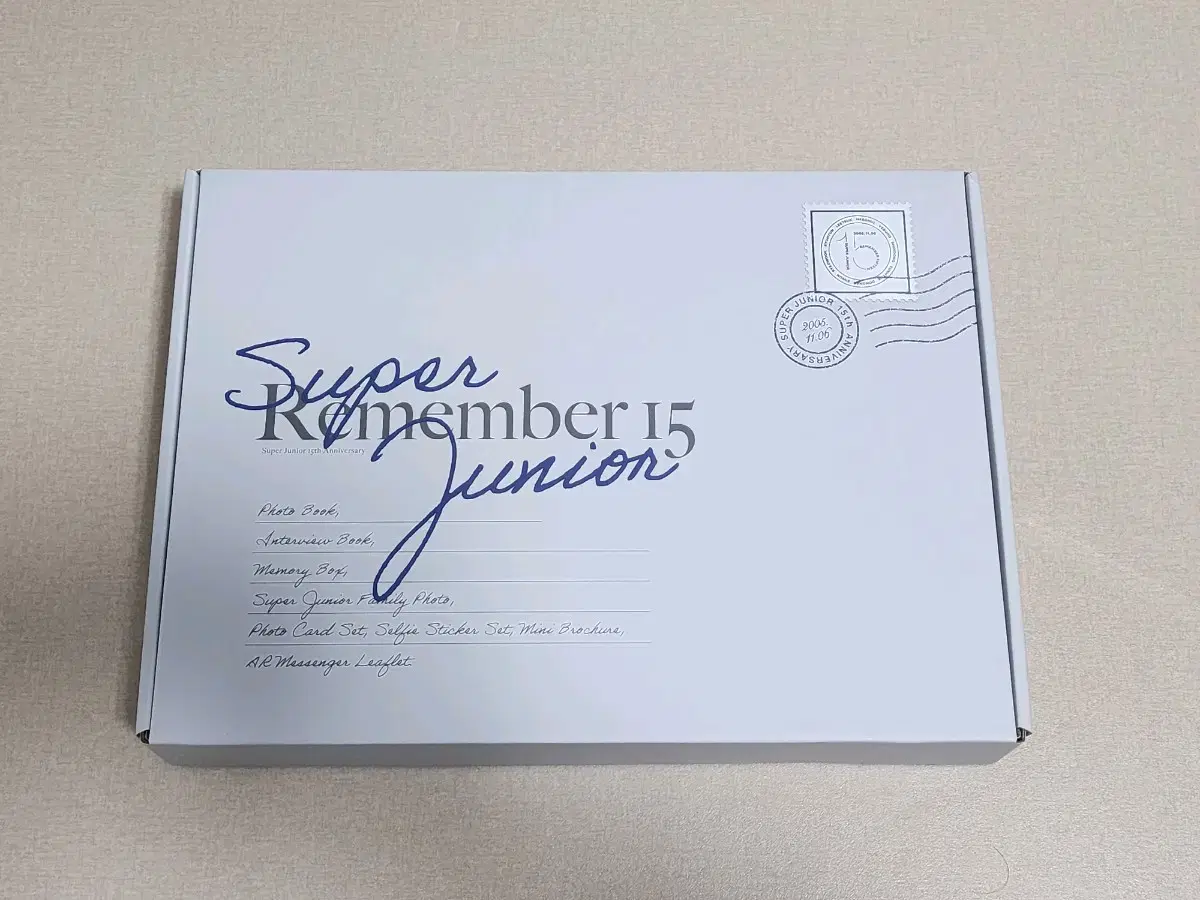 Super
Junior
Remember 15
Super Junior 15th Anniversary
Photo Book,
Interview Book,
Memory Box,
Super Junior Family Photo,
Photo Card Set, Selfie Sticker Set, Mini Brochure,
AR Messenger Leaflet
15
SUPER JUNIOR 15th ANNIVERSARY
2005.
11.06